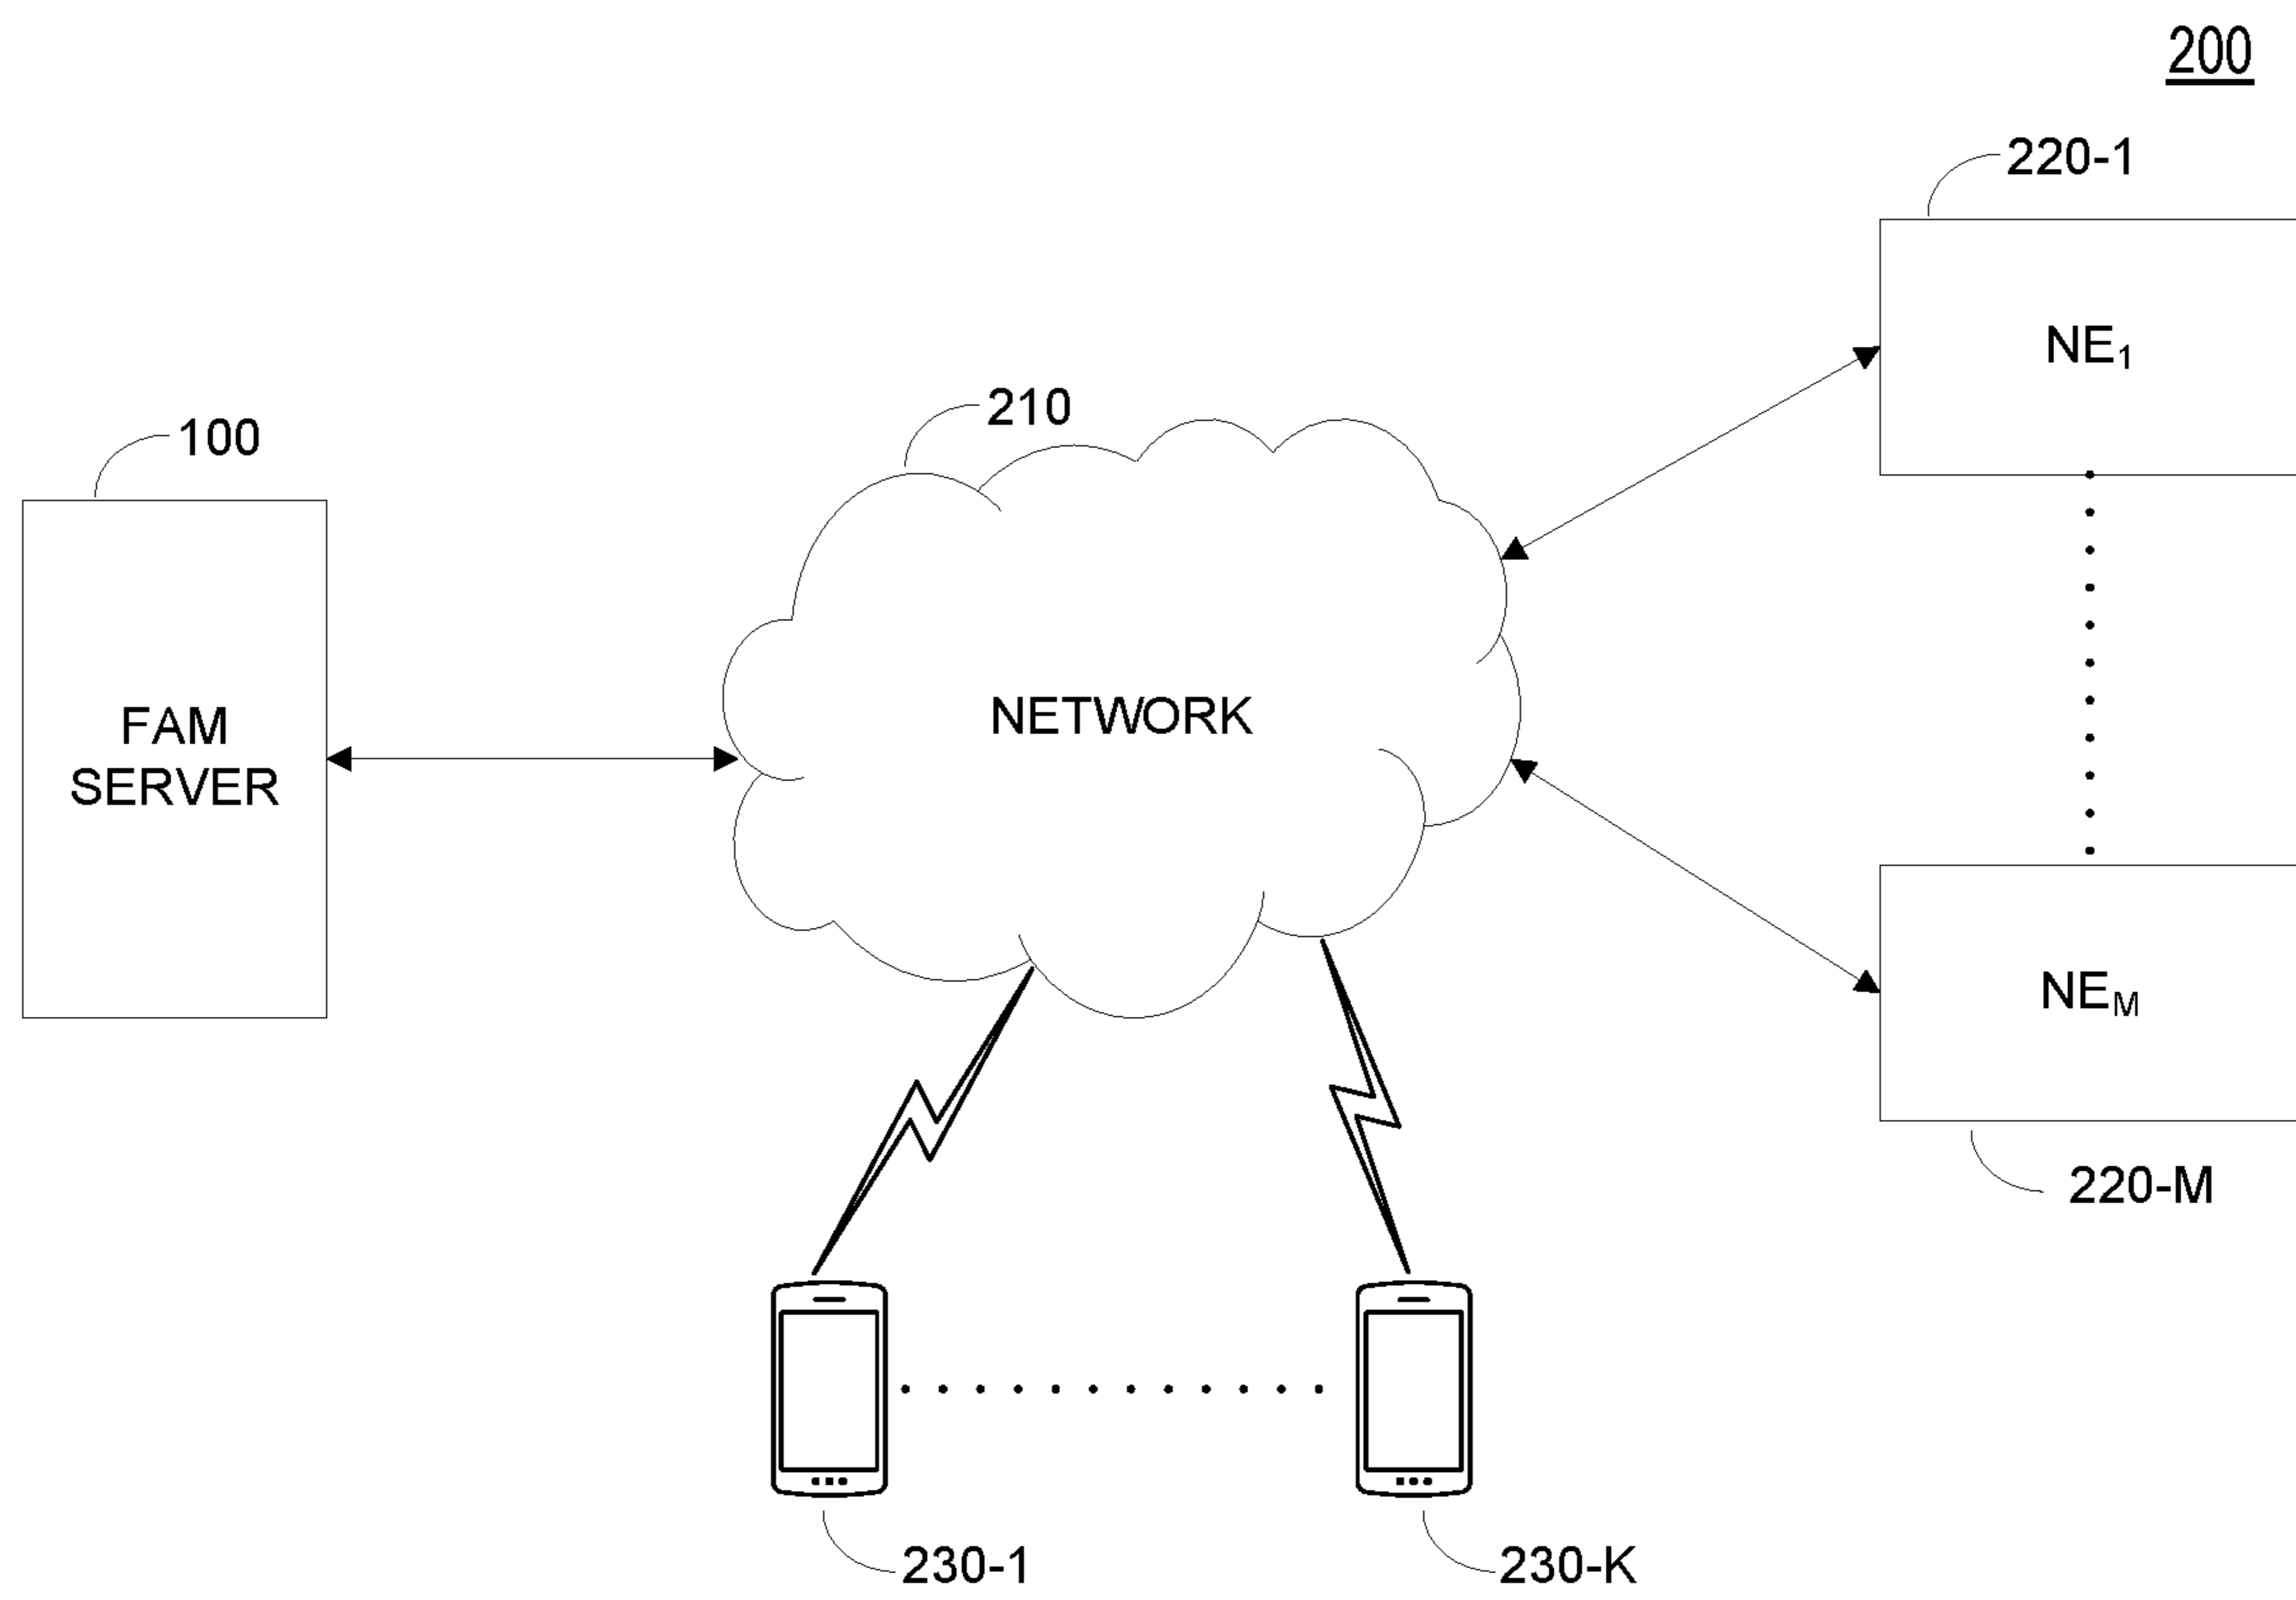 200
220-1
NE1
210
100
NETWORK
FAM
SERVER
NEM
220-M
230-1
230-K